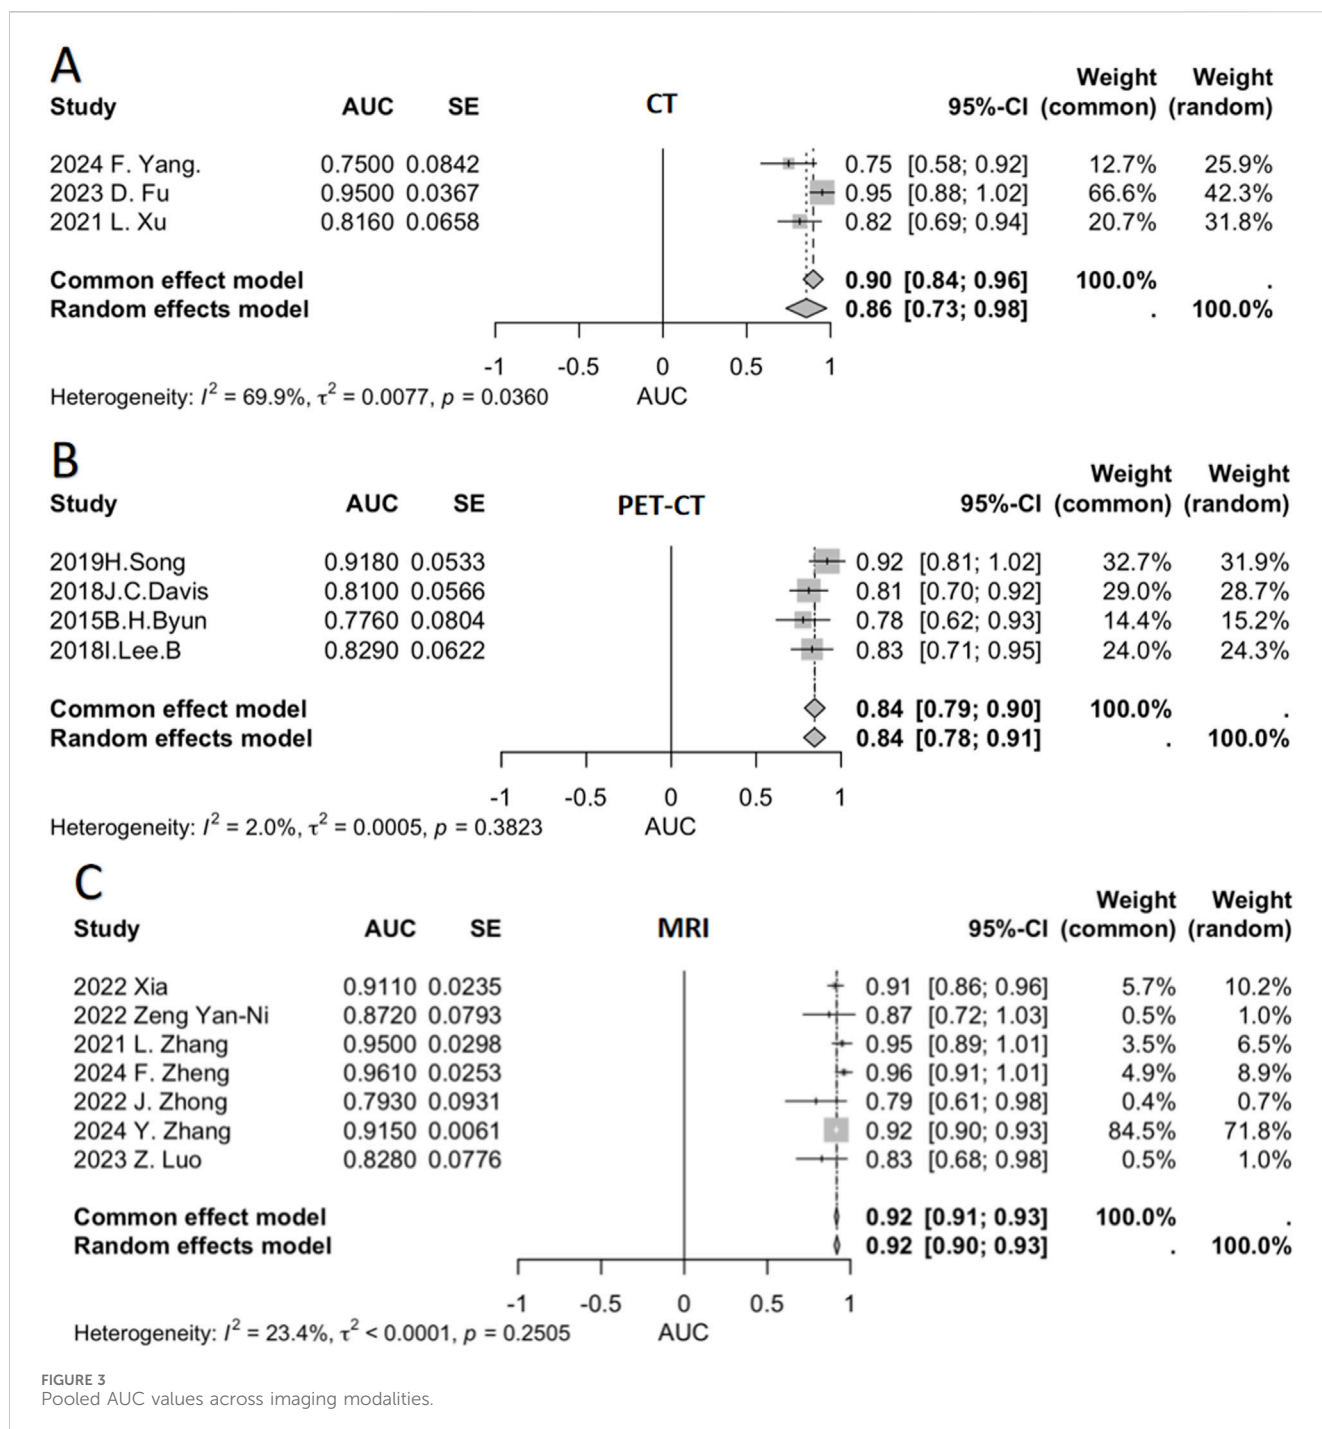 A
Weight Weight
Study AUC SE CT 95%-CI (common) (random)
2024 F. Yang. 0.7500 0.0842 0.75 [0.58; 0.92] 12.7% 25.9%
2023 D. Fu 0.9500 0.0367 0.95 [0.88; 1.02] 66.6% 42.3%
2021 L. Xu 0.8160 0.0658 0.82 [0.69; 0.94] 20.7% 31.8%
Common effect model 0.90 [0.84; 0.96] 100.0% .
Random effects model 0.86 [0.73; 0.98] . 100.0%
-1 -0.5 0 0.5 1
Heterogeneity: I² = 69.9%, τ² = 0.0077, p = 0.0360 AUC
B
Weight Weight
Study AUC SE PET-CT 95%-CI (common) (random)
2019H.Song 0.9180 0.0533 0.92 [0.81; 1.02] 32.7% 31.9%
2018J.C.Davis 0.8100 0.0566 0.81 [0.70; 0.92] 29.0% 28.7%
2015B.H.Byun 0.7760 0.0804 0.78 [0.62; 0.93] 14.4% 15.2%
2018I.Lee.B 0.8290 0.0622 0.83 [0.71; 0.95] 24.0% 24.3%
Common effect model 0.84 [0.79; 0.90] 100.0% .
Random effects model 0.84 [0.78; 0.91] . 100.0%
-1 -0.5 0 0.5 1
Heterogeneity: I² = 2.0%, τ² = 0.0005, p = 0.3823 AUC
C
Weight Weight
Study AUC SE MRI 95%-CI (common) (random)
2022 Xia 0.9110 0.0235 0.91 [0.86; 0.96] 5.7% 10.2%
2022 Zeng Yan-Ni 0.8720 0.0793 0.87 [0.72; 1.03] 0.5% 1.0%
2021 L. Zhang 0.9500 0.0298 0.95 [0.89; 1.01] 3.5% 6.5%
2024 F. Zheng 0.9610 0.0253 0.96 [0.91; 1.01] 4.9% 8.9%
2022 J. Zhong 0.7930 0.0931 0.79 [0.61; 0.98] 0.4% 0.7%
2024 Y. Zhang 0.9150 0.0061 0.92 [0.90; 0.93] 84.5% 71.8%
2023 Z. Luo 0.8280 0.0776 0.83 [0.68; 0.98] 0.5% 1.0%
Common effect model 0.92 [0.91; 0.93] 100.0% .
Random effects model 0.92 [0.90; 0.93] . 100.0%
-1 -0.5 0 0.5 1
Heterogeneity: I² = 23.4%, τ² < 0.0001, p = 0.2505 AUC
FIGURE 3
Pooled AUC values across imaging modalities.